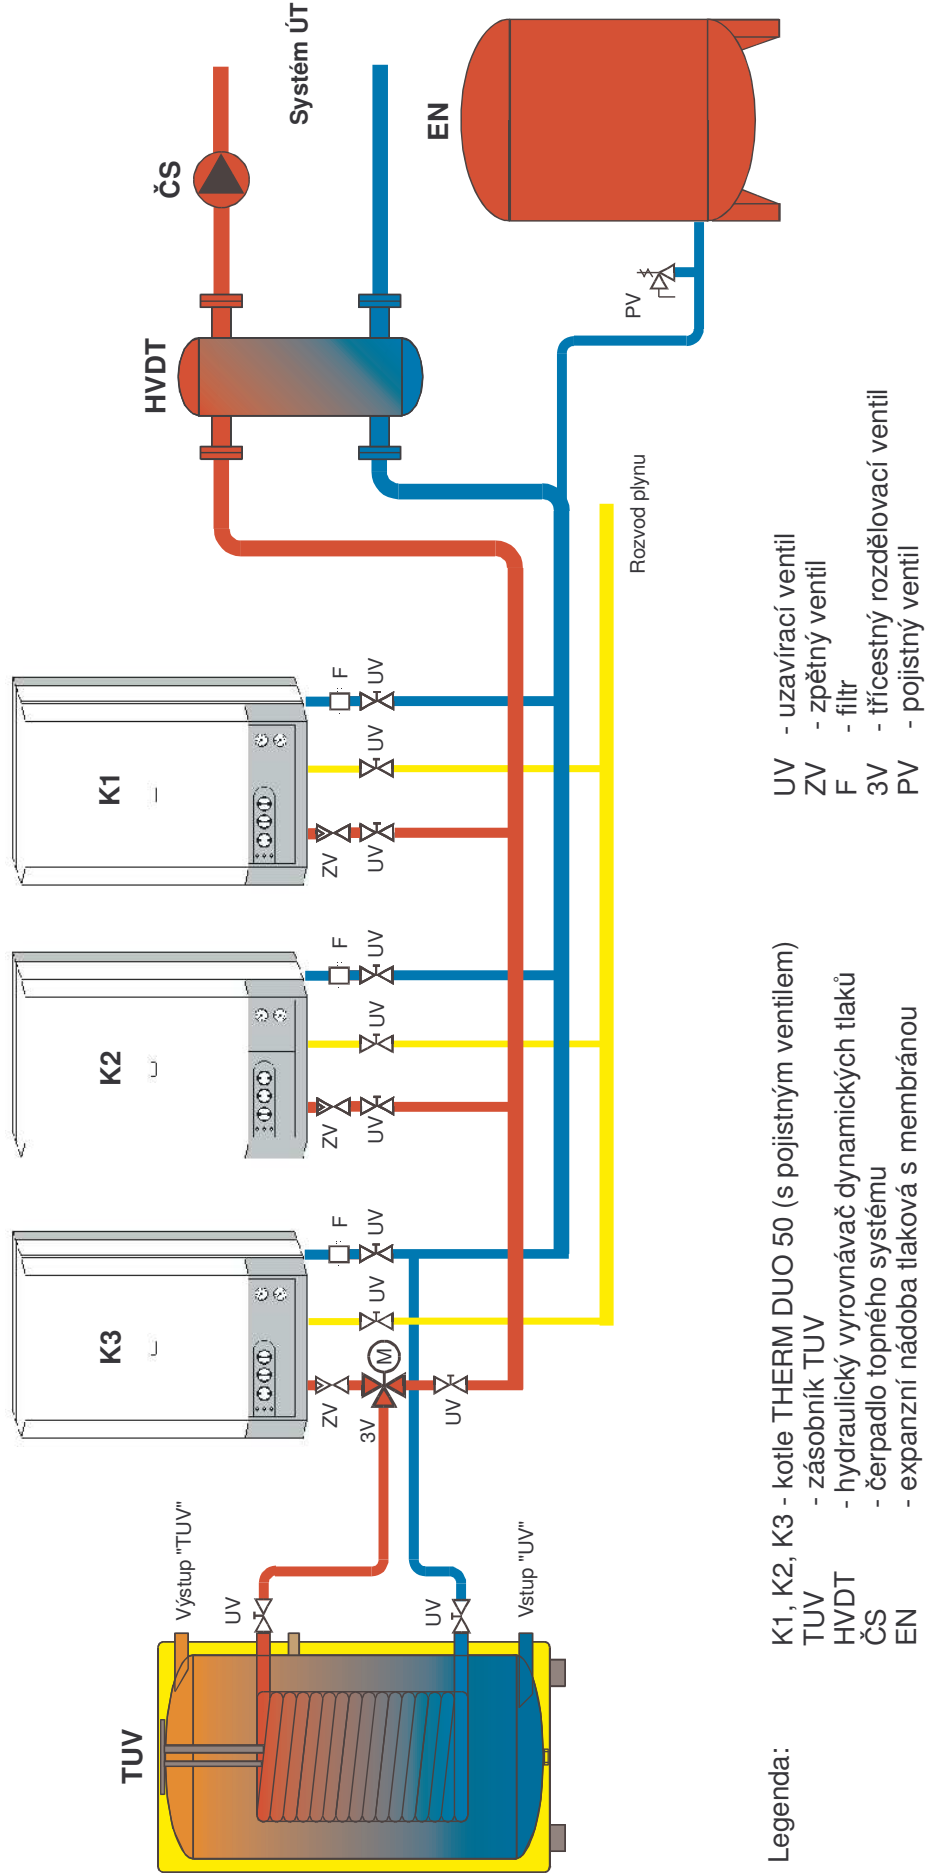 TUV
Výstup "TUV"
UV
UV
Vstup "UV"
K3
K2
K1
ZV
3V
M
UV
UV
F
UV
ZV
UV
UV
F
UV
ZV
UV
UV
F
UV
HVDT
ČS
Systém ÚT
EN
PV
Rozvod plynu
Legenda:
K1, K2, K3 - kotle THERM DUO 50 (s pojistným ventilem)
TUV - zásobník TUV
HVDT - hydraulický vyrovnávač dynamických tlaků
ČS - čerpadlo topného systému
EN - expanzní nádoba tlaková s membránou
UV - uzavírací ventil
ZV - zpětný ventil
F - filtr
3V - třícestný rozdělovací ventil
PV - pojistný ventil